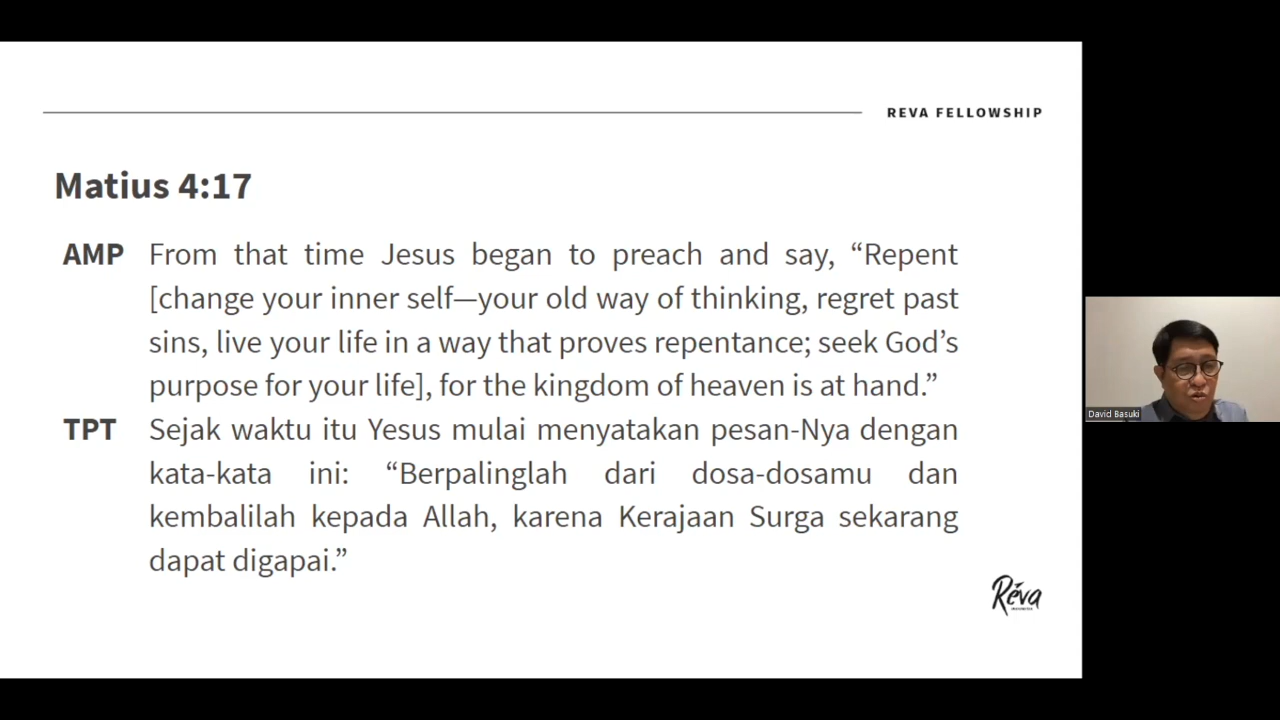 REVA FELLOWSHIP
Matius 4:17
AMP From that time Jesus began to preach and say, “Repent
[change your inner self—your old way of thinking, regret past
sins, live your life in a way that proves repentance; seek God’s
purpose for your life], for the kingdom of heaven is at hand.”
TPT Sejak waktu itu Yesus mulai menyatakan pesan-Nya dengan
kata-kata ini: “Berpalinglah dari dosa-dosamu dan
kembalilah kepada Allah, karena Kerajaan Surga sekarang
dapat digapai.”
Réva
David Basuki